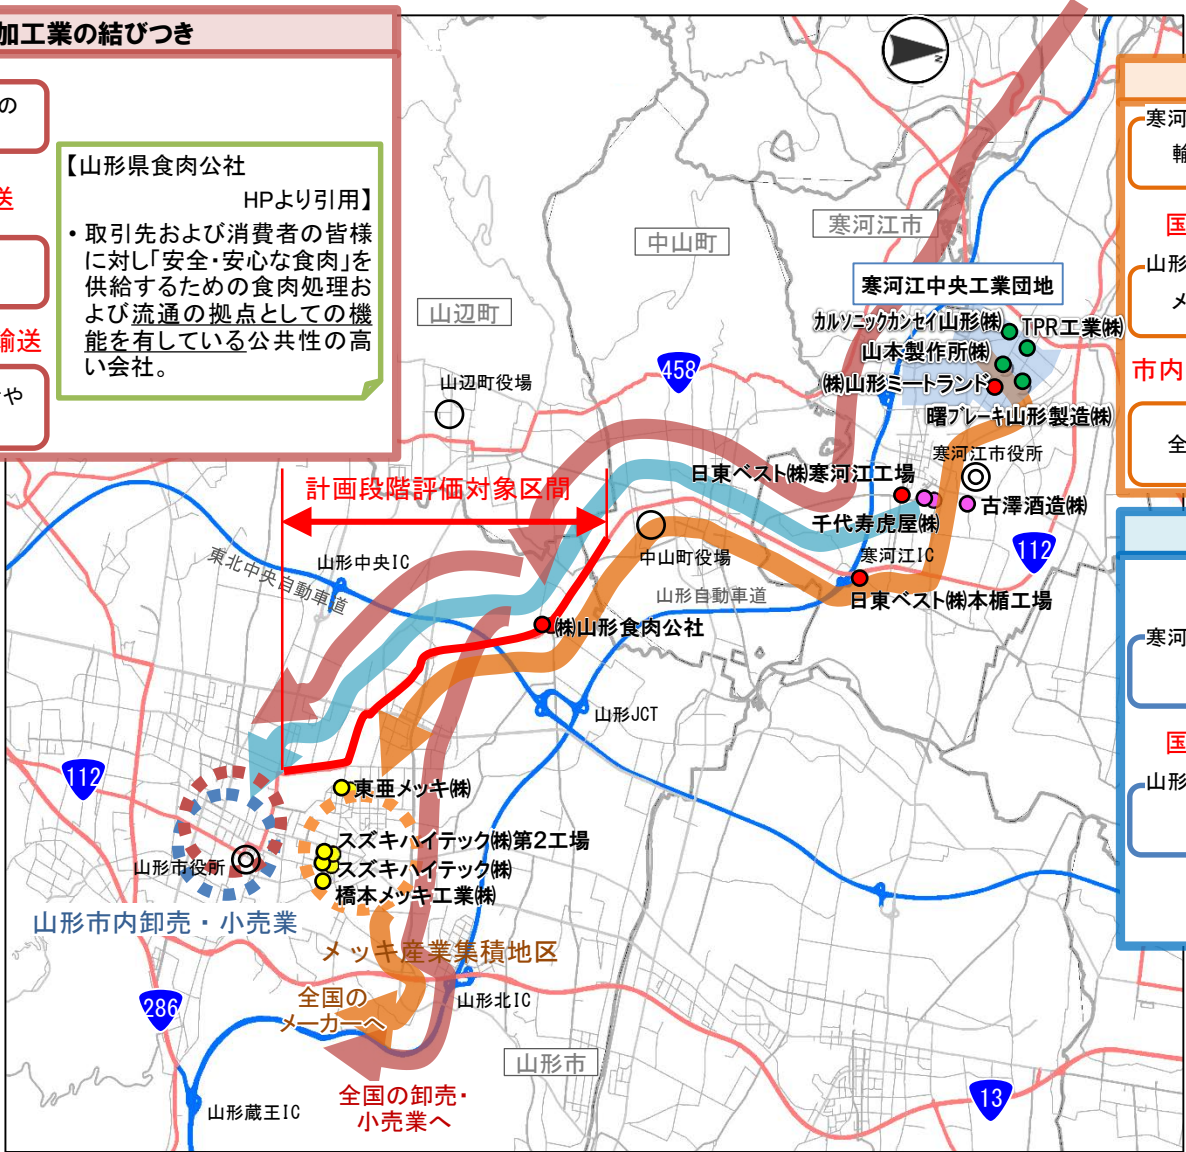 加工業の結びつき
の
送
輸送
や
【山形県食肉公社
HPより引用】
・取引先および消費者の皆様
に対し「安全・安心な食肉」を
供給するための食肉処理お
よび流通の拠点としての機
能を有している公共性の高
い会社。
N
寒河江市
中山町
山辺町
寒河江中央工業団地
カルソニックカンセイ山形㈱
TPR工業㈱
山本製作所㈱
㈱山形ミートランド
曙ブレーキ山形製造㈱
458
山辺町役場
寒河江市役所
日東ベスト㈱寒河江工場
古澤酒造㈱
千代寿虎屋㈱
計画段階評価対象区間
中山町役場
寒河江IC
112
山形中央IC
東北中央自動車道
山形自動車道
日東ベスト㈱本楯工場
㈱山形食肉公社
山形JCT
112
東亜メッキ㈱
スズキハイテック㈱第2工場
スズキハイテック㈱
橋本メッキ工業㈱
山形市役所
山形市内卸売・小売業
メッキ産業集積地区
全国の
メーカーへ
山形北IC
286
山形市
13
山形蔵王IC
全国の卸売・
小売業へ
寒河
輸
国
山形
メ
市内
全
寒河
国
山形